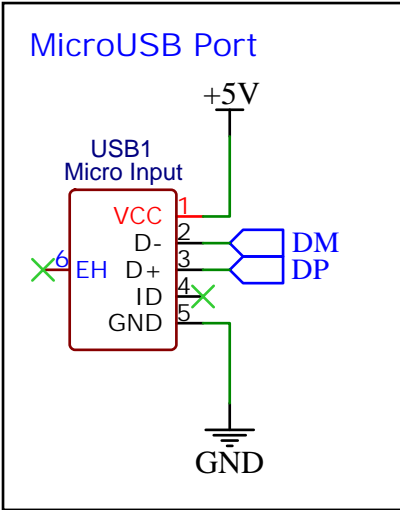 MicroUSB Port
+5V
USB1
Micro Input
VCC 1
D- 2 DM
6 EH D+ 3 DP
ID 4
GND 5
GND